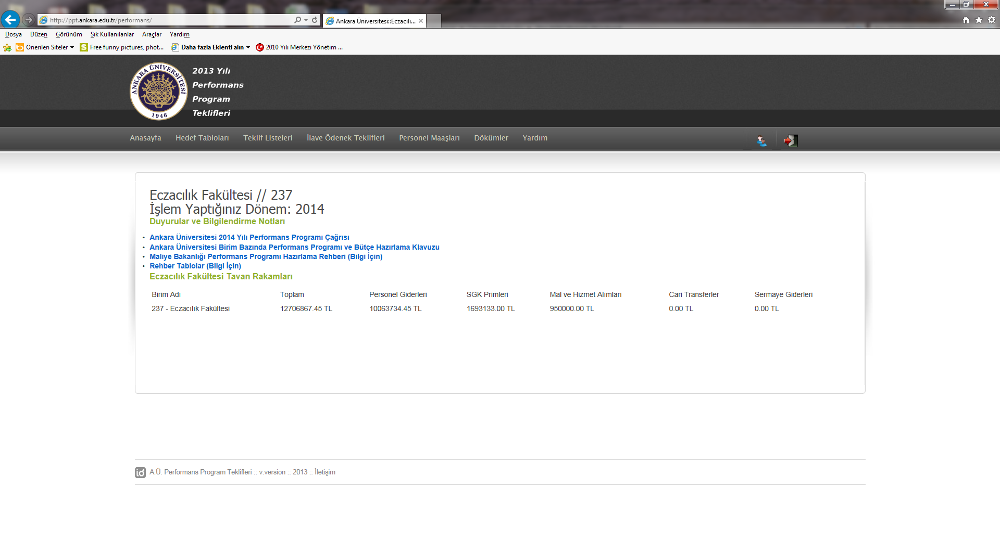 http://ppt.ankara.edu.tr/performans/
Ankara Üniversitesi::Eczacılı...
Dosya Düzen Görünüm Sık Kullanılanlar Araçlar Yardım
Önerilen Siteler Free funny pictures, phot... Daha fazla Eklenti alın 2010 Yılı Merkezi Yönetim ...
ANKARA ÜNİVERSİTESİ
1946
2013 Yılı
Performans
Program
Teklifleri
Anasayfa Hedef Tabloları Teklif Listeleri İlave Ödenek Teklifleri Personel Maaşları Dökümler Yardım
Eczacılık Fakültesi // 237
İşlem Yaptığınız Dönem: 2014
Duyurular ve Bilgilendirme Notları
• Ankara Üniversitesi 2014 Yılı Performans Programı Çağrısı
• Ankara Üniversitesi Birim Bazında Performans Programı ve Bütçe Hazırlama Klavuzu
• Maliye Bakanlığı Performans Programı Hazırlama Rehberi (Bilgi İçin)
• Rehber Tablolar (Bilgi İçin)
Eczacılık Fakültesi Tavan Rakamları
Birim Adı Toplam Personel Giderleri SGK Primleri Mal ve Hizmet Alımları Cari Transferler Sermaye Giderleri
237 - Eczacılık Fakültesi 12706867.45 TL 10063734.45 TL 1693133.00 TL 950000.00 TL 0.00 TL 0.00 TL
A.Ü. Performans Program Teklifleri :: v.version :: 2013 :: İletişim